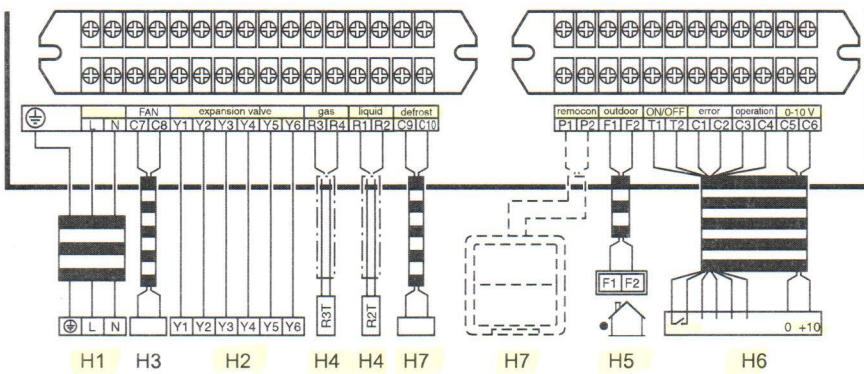 FAN expansion valve gas liquid defrost remocon outdoor ON/OFF error operation 0-10 V
L N C7 C8 Y1 Y2 Y3 Y4 Y5 Y6 R3 R4 R1 R2 C9 C10 P1 P2 F1 F2 T1 T2 C1 C2 C3 C4 C5 C6
F1 F2
R3T R2T
L N Y1 Y2 Y3 Y4 Y5 Y6 0 +10
H1 H3 H2 H4 H4 H7 H7 H5 H6